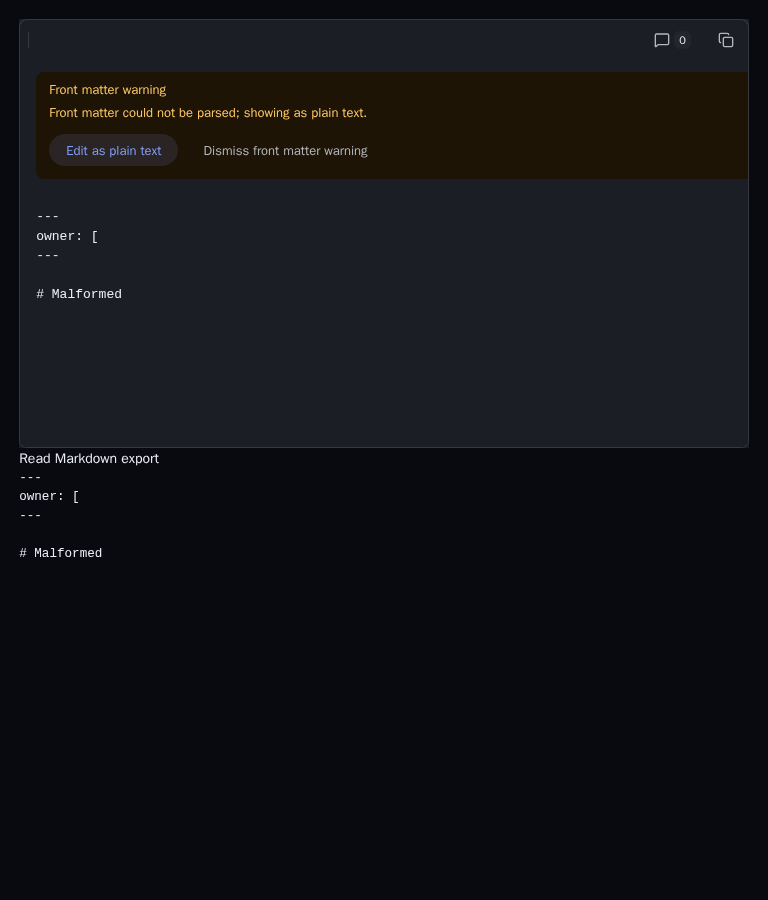 0
Front matter warning
Front matter could not be parsed; showing as plain text.
Edit as plain text Dismiss front matter warning
---
owner: [
---
# Malformed
Read Markdown export
---
owner: [
---
# Malformed